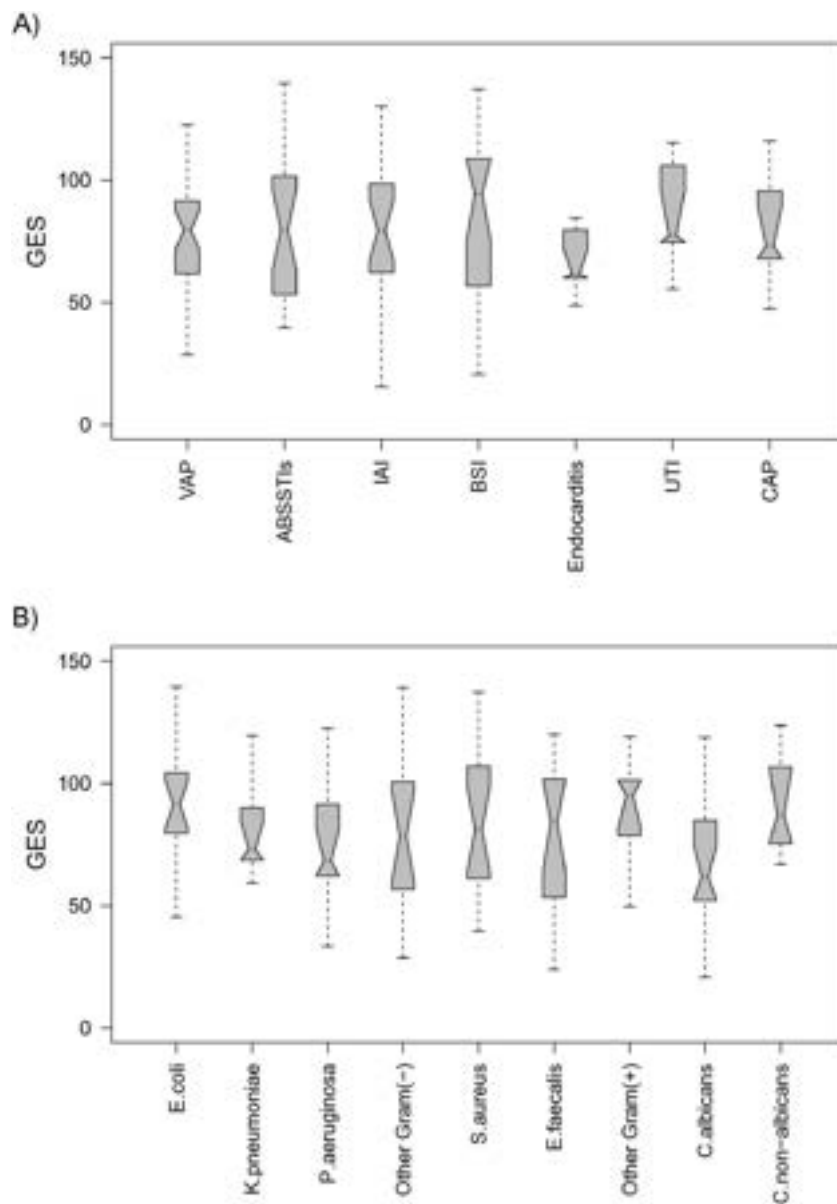 A)
150
100
50
0
GES
VAP
ABSSTIs
IAI
BSI
Endocarditis
UTI
CAP
B)
150
100
50
0
GES
E.coli
K.pneumoniae
P.aeruginosa
Other Gram(−)
S.aureus
E.faecalis
Other Gram(+)
C.albicans
C.non−albicans